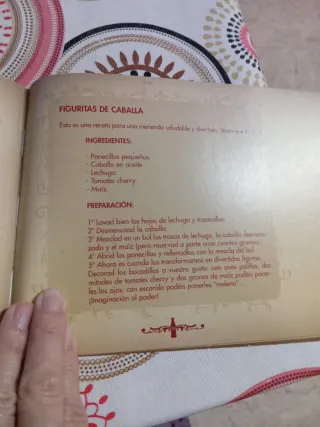 FIGURITAS DE CABALLA
Esta es una receta para una merienda saludable y divertida.
INGREDIENTES:
- Panecillos pequeños
- Caballa en aceite
- Lechuga
- Tomates cherry
- Maíz
PREPARACIÓN:
1º Lavad bien las hojas de lechuga y troceadlas.
2º Desmenuzad la caballa.
3º Mezclad en un bol los trozos de lechuga, la caballa desmenu-
zada y el maíz (pero reservad a parte unos cuantos granos).
4º Abrid los panecillos y rellenadlos con la mezcla del bol.
5º Ahora es cuando los transformamos en divertidas figuras.
Decorad los bocadillos a vuestro gusto: con unos palillos, dos
mitades de tomates cherry y dos granos de maíz podéis poner-
les los ojos; con escarola podéis ponerles "melena".
¡Imaginación al poder!